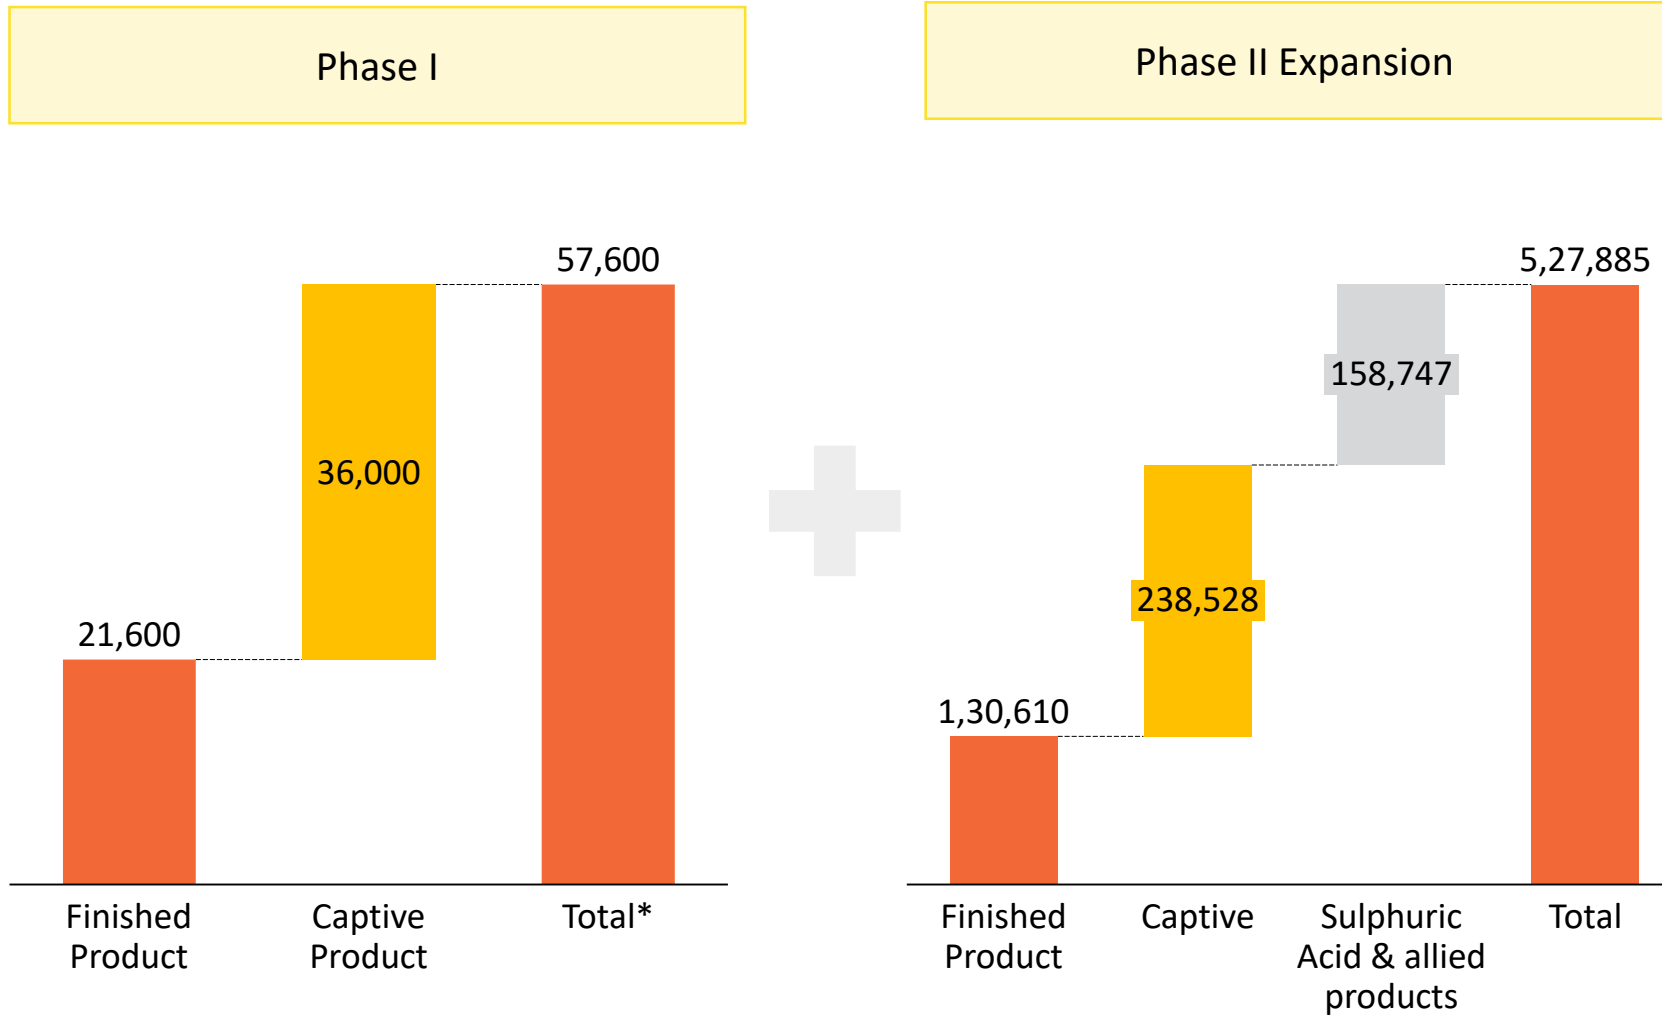 Phase I
Phase II Expansion
57,600
36,000
21,600
Finished
Product
Captive
Product
Total*
5,27,885
158,747
238,528
1,30,610
Finished
Product
Captive
Sulphuric
Acid & allied
products
Total